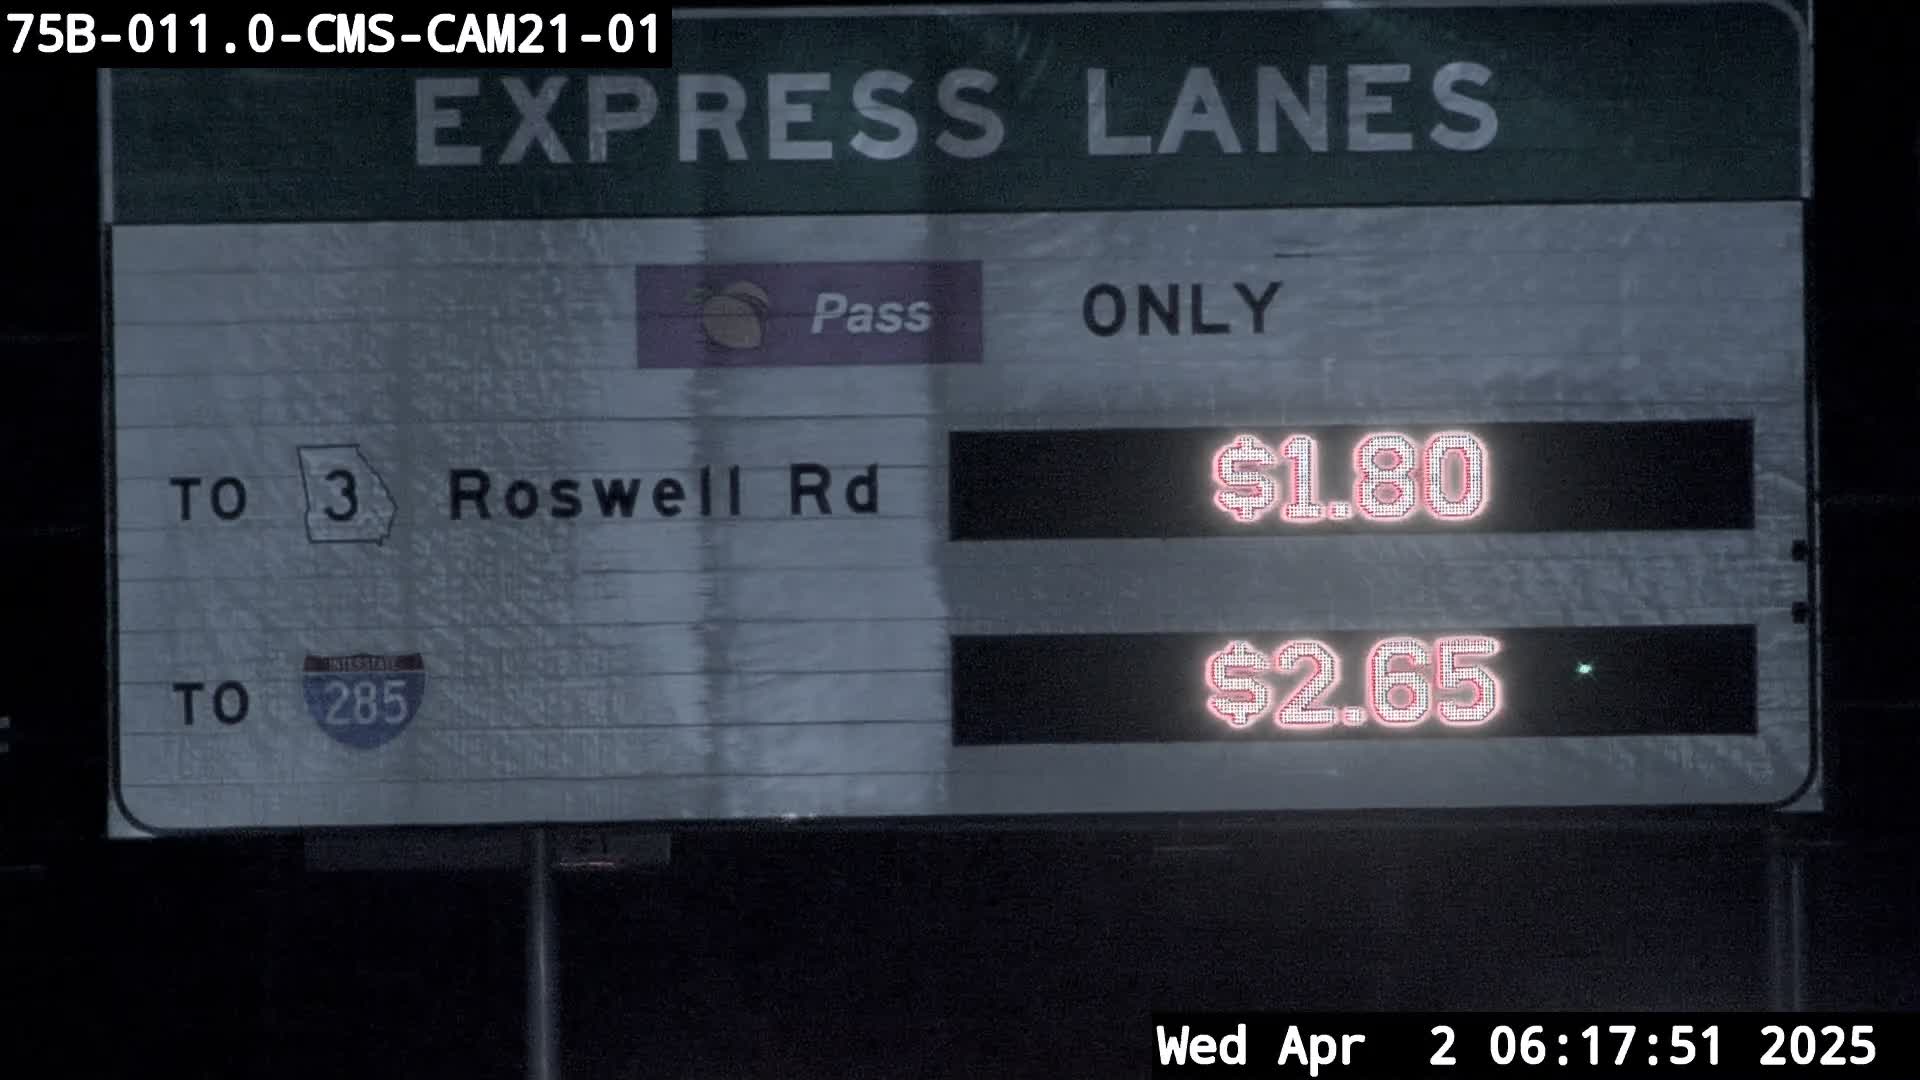 75B-011.0-CMS-CAM21-01
EXPRESS LANES
Pass ONLY
TO 3 Roswell Rd $1.80
INTERSTATE
TO 285 $2.65
Wed Apr 2 06:17:51 2025